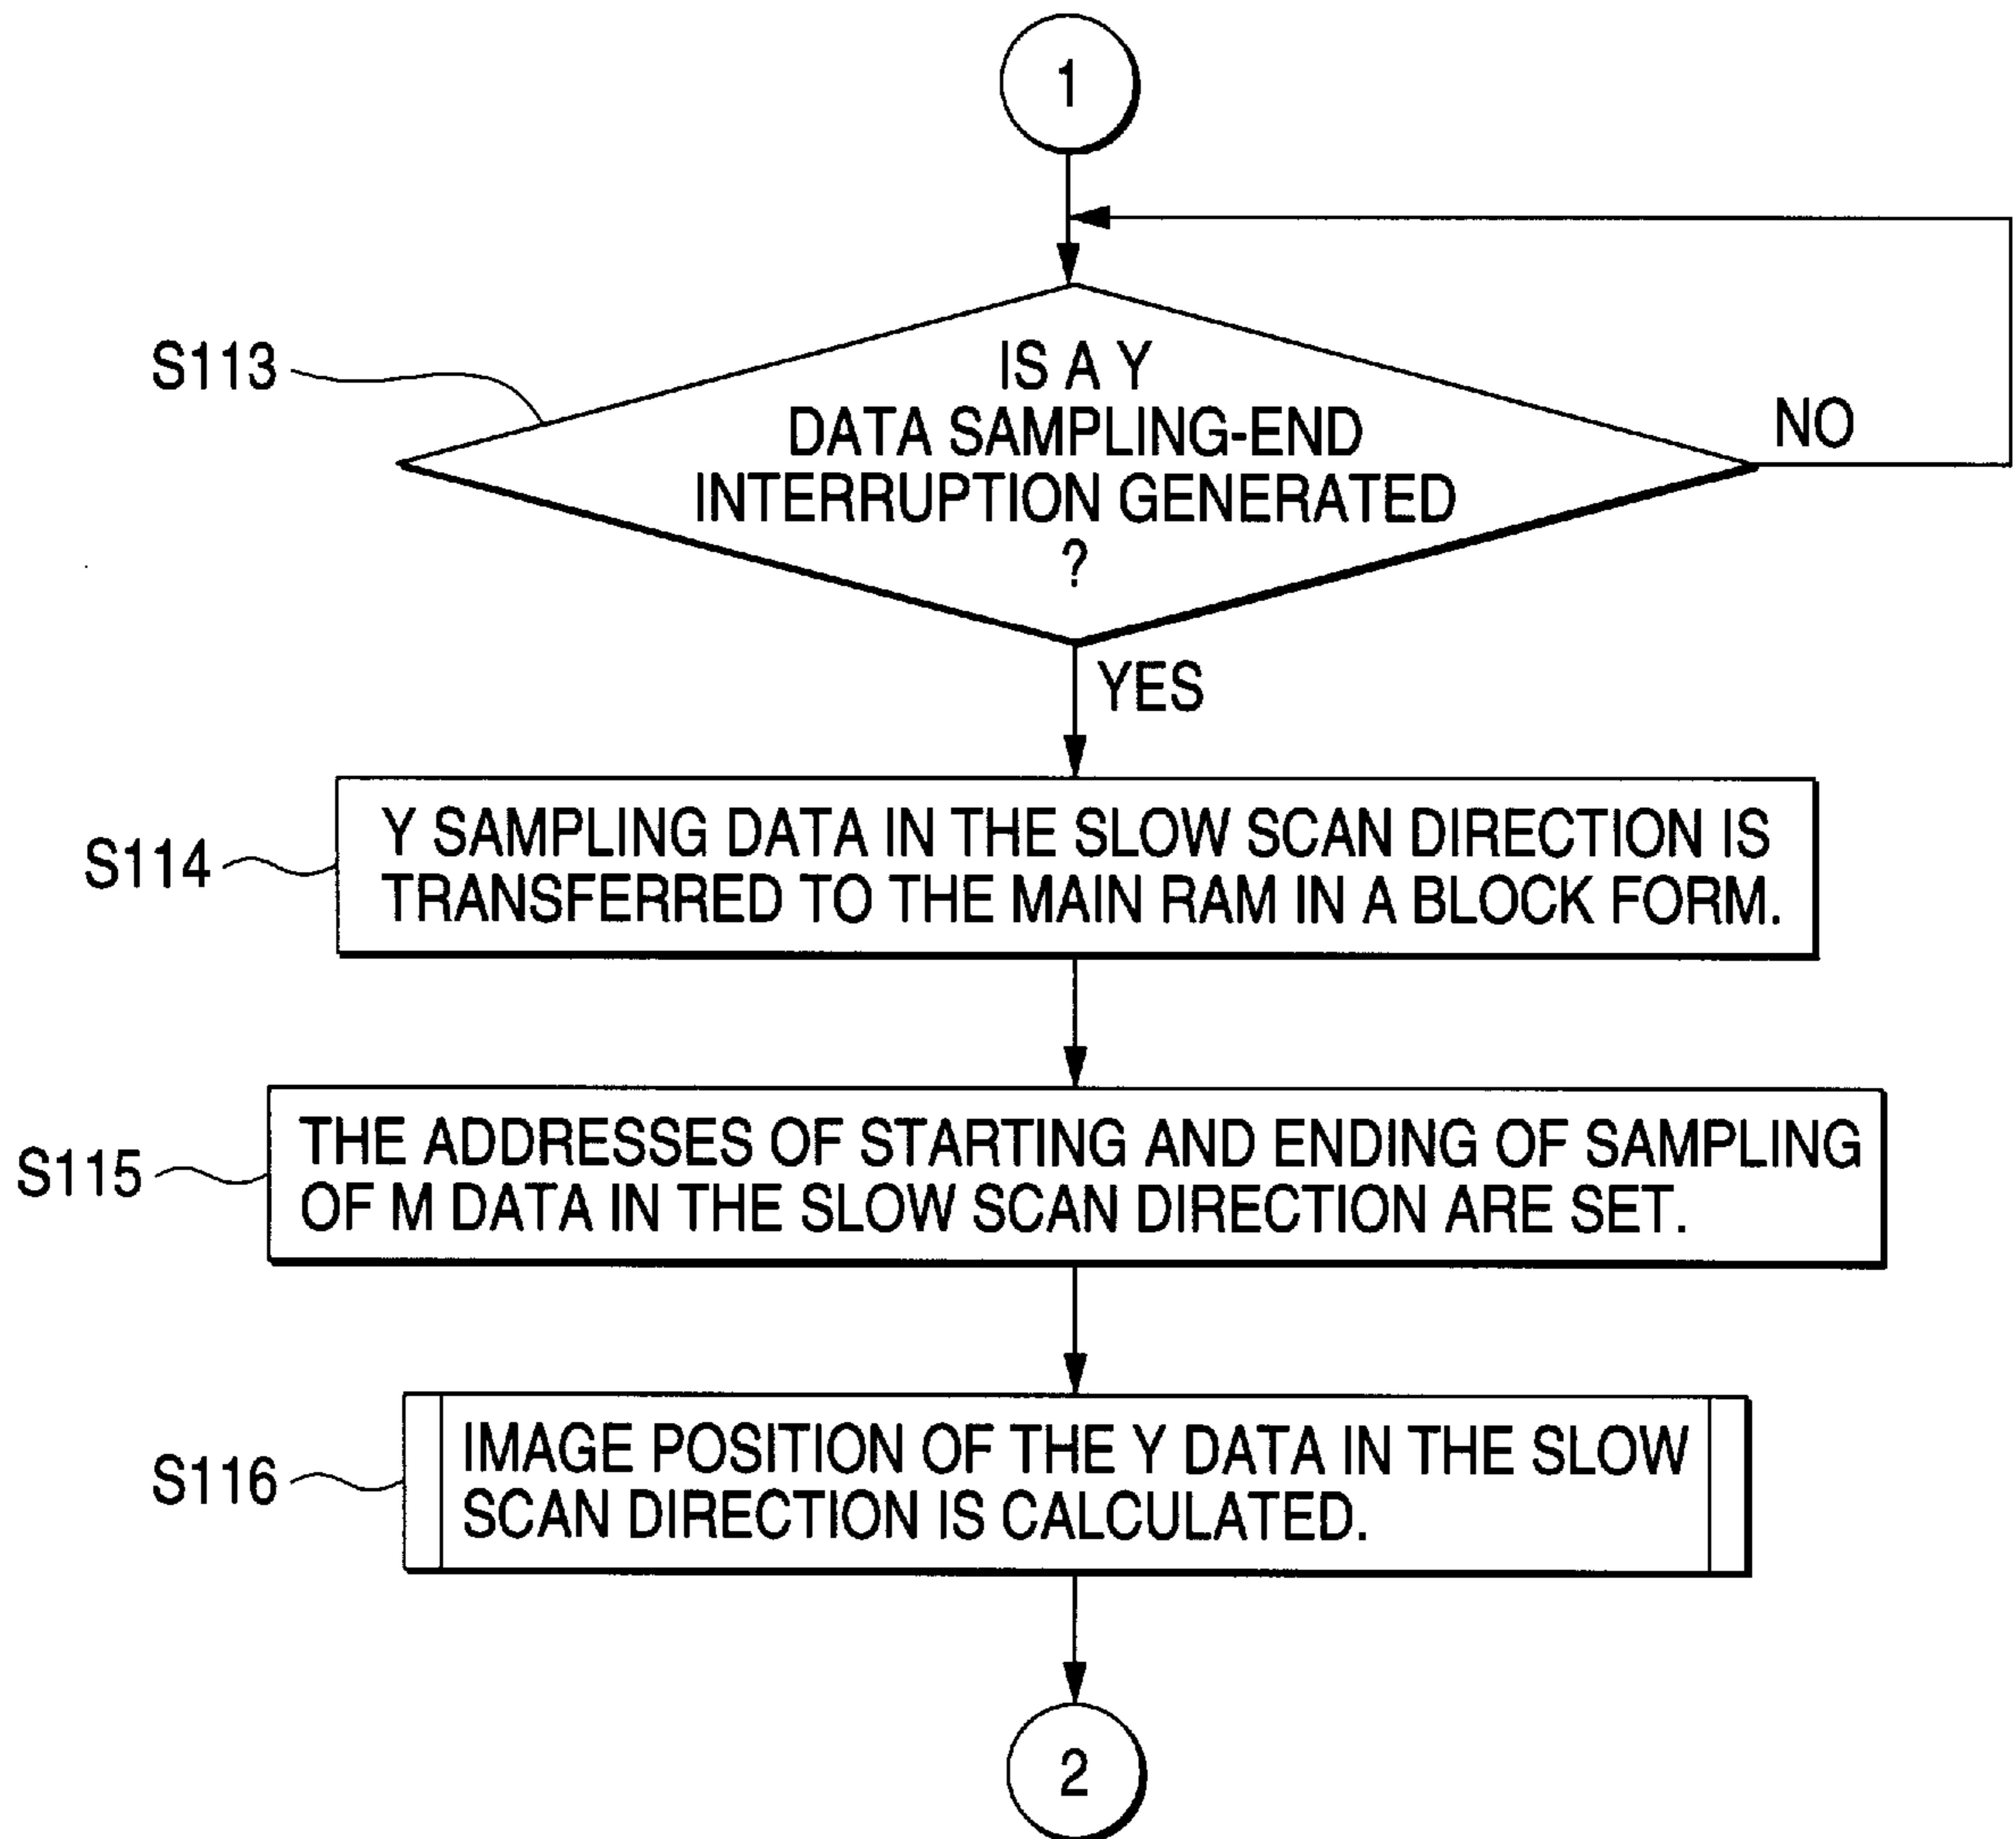 1
S113
IS A Y
DATA SAMPLING-END
INTERRUPTION GENERATED
?
NO
YES
S114
Y SAMPLING DATA IN THE SLOW SCAN DIRECTION IS
TRANSFERRED TO THE MAIN RAM IN A BLOCK FORM.
S115
THE ADDRESSES OF STARTING AND ENDING OF SAMPLING
OF M DATA IN THE SLOW SCAN DIRECTION ARE SET.
S116
IMAGE POSITION OF THE Y DATA IN THE SLOW
SCAN DIRECTION IS CALCULATED.
2